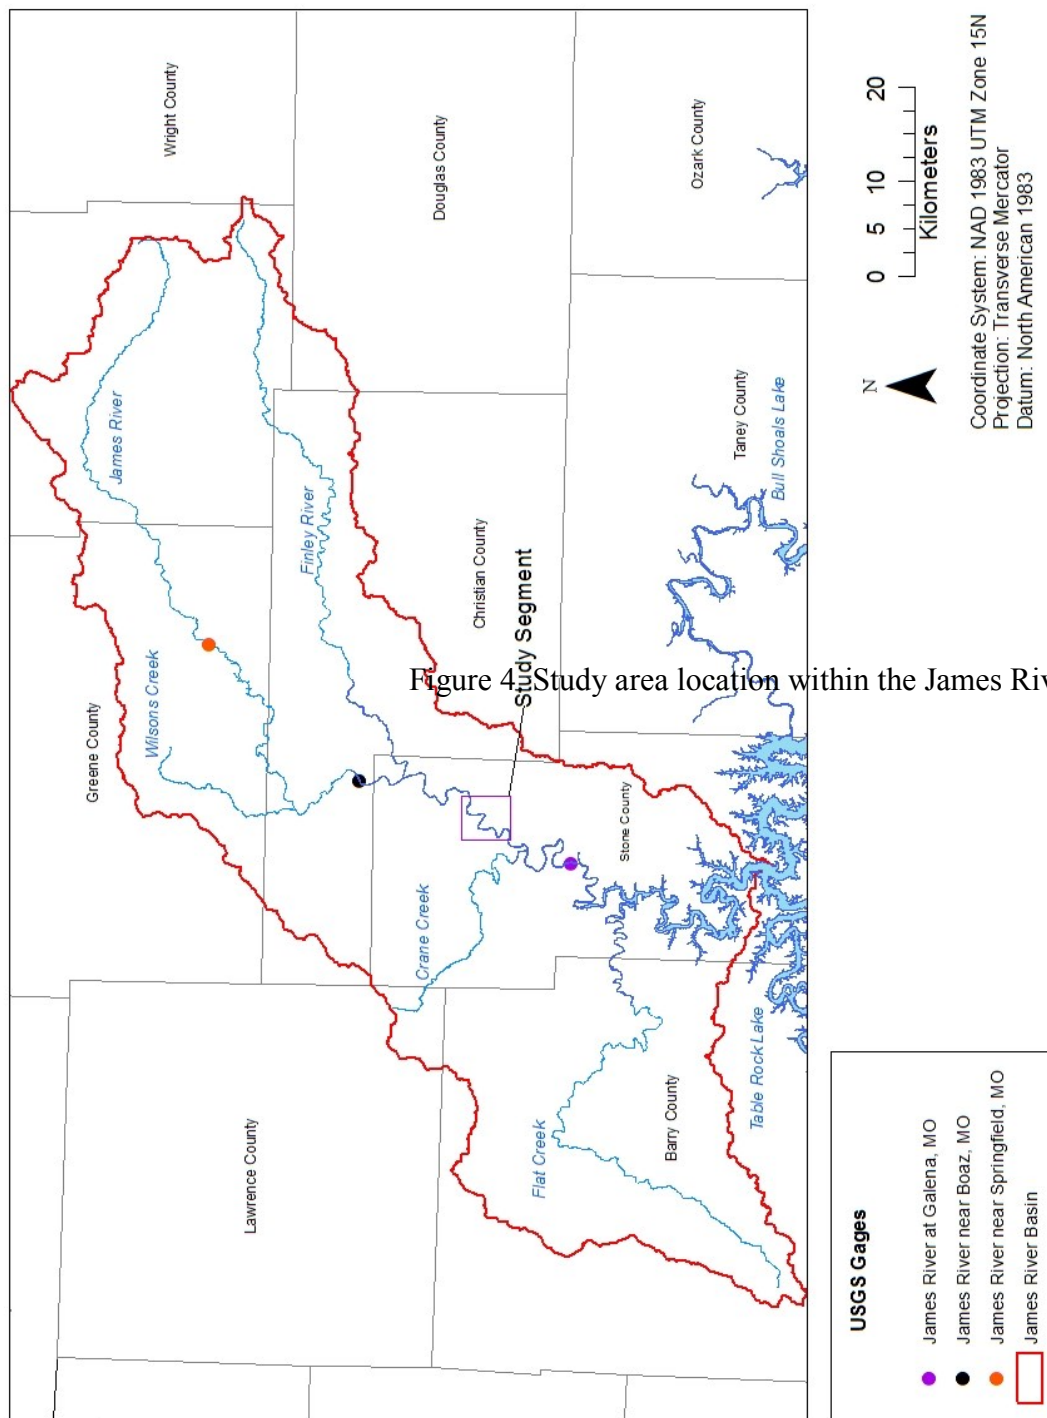 Wright County
Douglas County
Ozark County
James River
Finley River
Wilsons Creek
Greene County
Christian County
Study Segment
Taney County
Bull Shoals Lake
Stone County
Crane Creek
Lawrence County
Flat Creek
Barry County
Table Rock Lake
Figure 4. Study area location within the James Riv
N
0 5 10 20
Kilometers
Coordinate System: NAD 1983 UTM Zone 15N
Projection: Transverse Mercator
Datum: North American 1983
USGS Gages
James River at Galena, MO
James River near Boaz, MO
James River near Springfield, MO
James River Basin